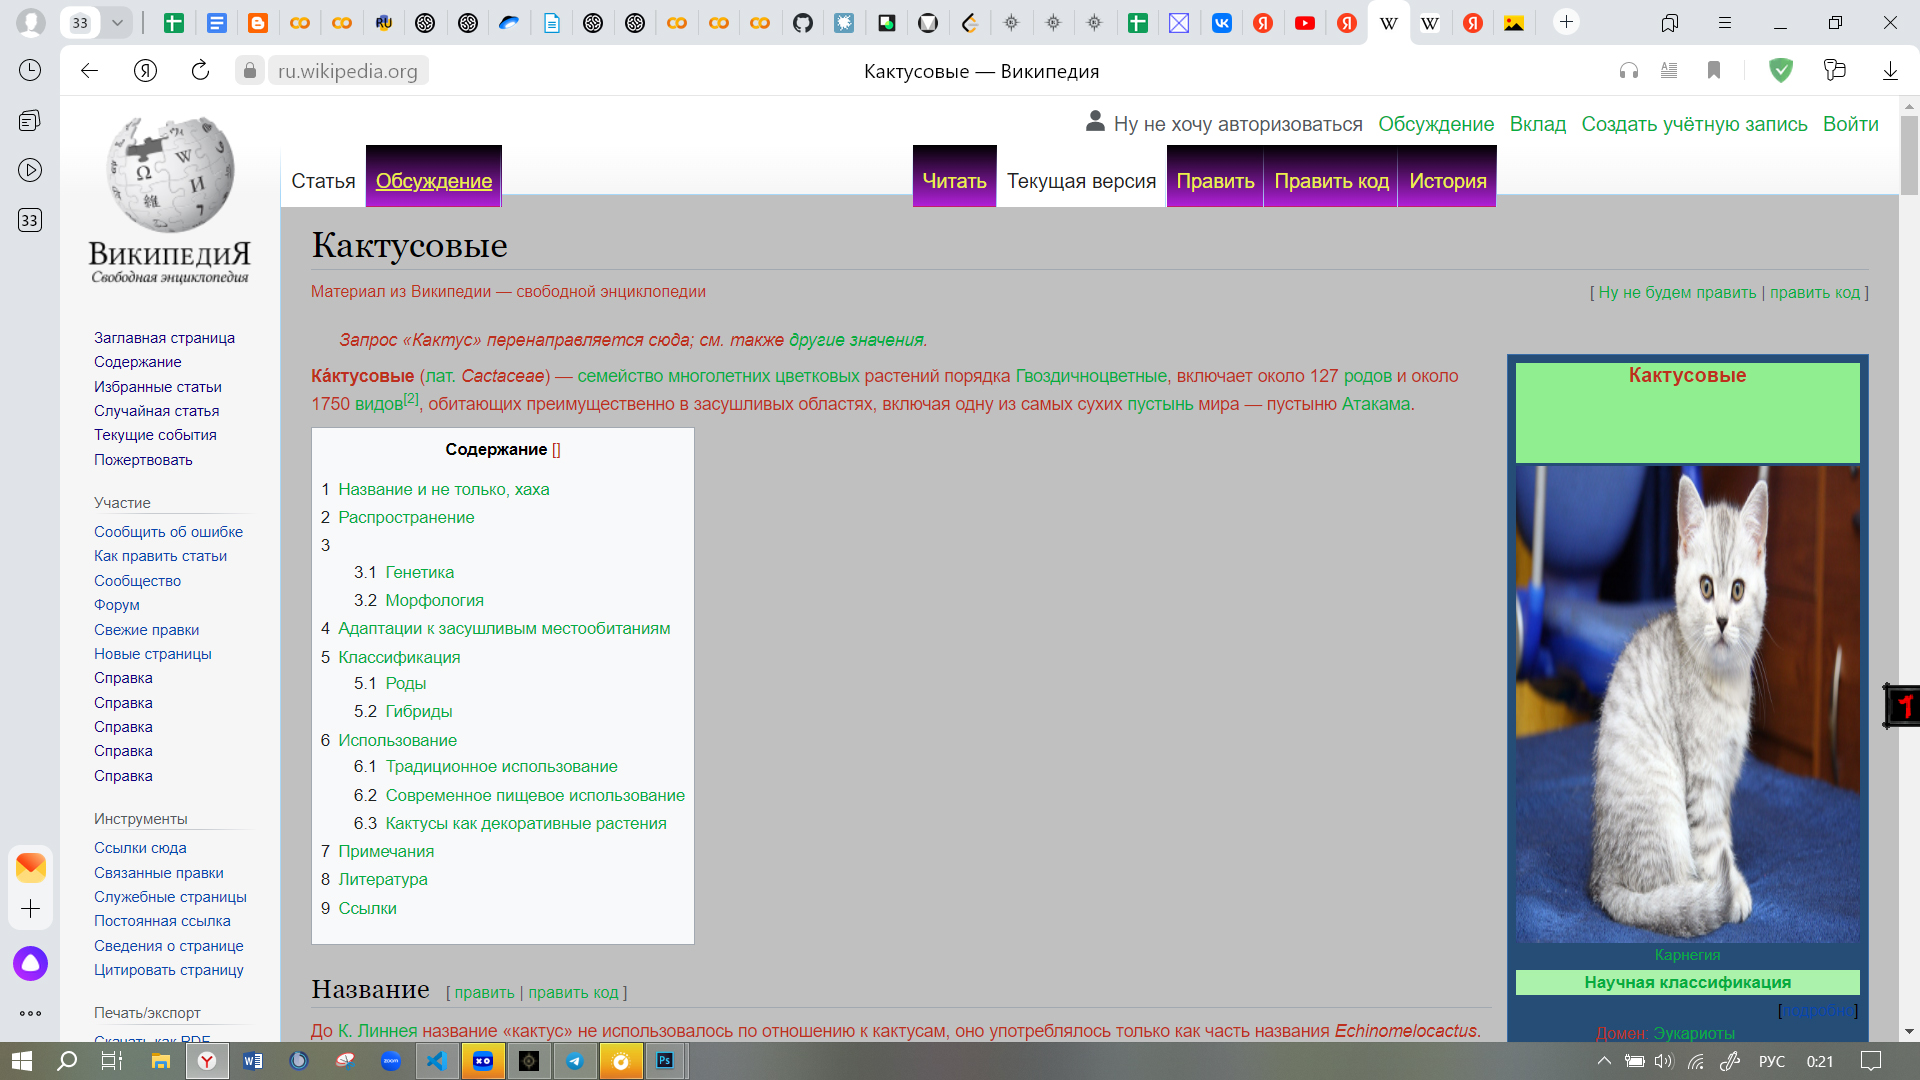 33
ru.wikipedia.org
Кактусовые — Википедия
33
Ну не хочу авторизоваться Обсуждение Вклад Создать учётную запись Войти
Статья Обсуждение Читать Текущая версия Править Править код История
ВикипедиЯ
Свободная энциклопедия
Заглавная страница
Содержание
Избранные статьи
Случайная статья
Текущие события
Пожертвовать
Участие
Сообщить об ошибке
Как править статьи
Сообщество
Форум
Свежие правки
Новые страницы
Справка
Справка
Справка
Справка
Справка
Инструменты
Ссылки сюда
Связанные правки
Служебные страницы
Постоянная ссылка
Сведения о странице
Цитировать страницу
Печать/экспорт
Скачать как PDF
Кактусовые
Материал из Википедии — свободной энциклопедии
[ Ну не будем править | править код ]
Запрос «Кактус» перенаправляется сюда; см. также другие значения.
Ка́ктусовые (лат. Cactaceae) — семейство многолетних цветковых растений порядка Гвоздичноцветные, включает около 127 родов и около
1750 видов[2], обитающих преимущественно в засушливых областях, включая одну из самых сухих пустынь мира — пустыню Атакама.
Содержание []
1 Название и не только, хаха
2 Распространение
3
3.1 Генетика
3.2 Морфология
4 Адаптации к засушливым местообитаниям
5 Классификация
5.1 Роды
5.2 Гибриды
6 Использование
6.1 Традиционное использование
6.2 Современное пищевое использование
6.3 Кактусы как декоративные растения
7 Примечания
8 Литература
9 Ссылки
Название [ править | править код ]
До К. Линнея название «кактус» не использовалось по отношению к кактусам, оно употреблялось только как часть названия Echinomelocactus.
Кактусовые
Карнегия
Научная классификация
[подробно]
Домен: Эукариоты
РУС 0:21